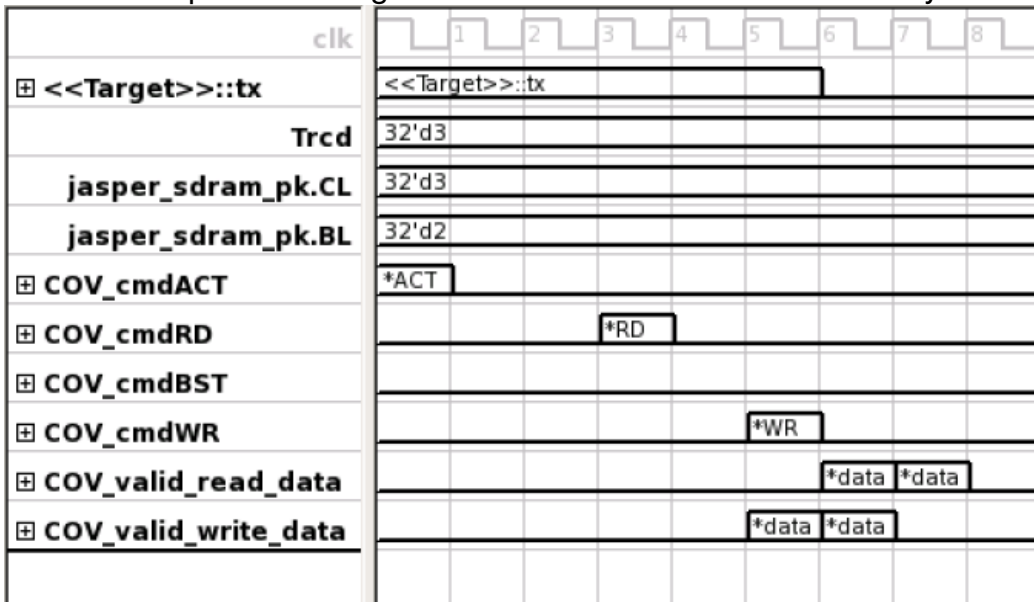 clk 1 2 3 4 5 6 7 8
<<Target>>::tx <<Target>>::tx
Trcd 32'd3
jasper_sdram_pk.CL 32'd3
jasper_sdram_pk.BL 32'd2
COV_cmdACT *ACT
COV_cmdRD *RD
COV_cmdBST
COV_cmdWR *WR
COV_valid_read_data *data *data
COV_valid_write_data *data *data